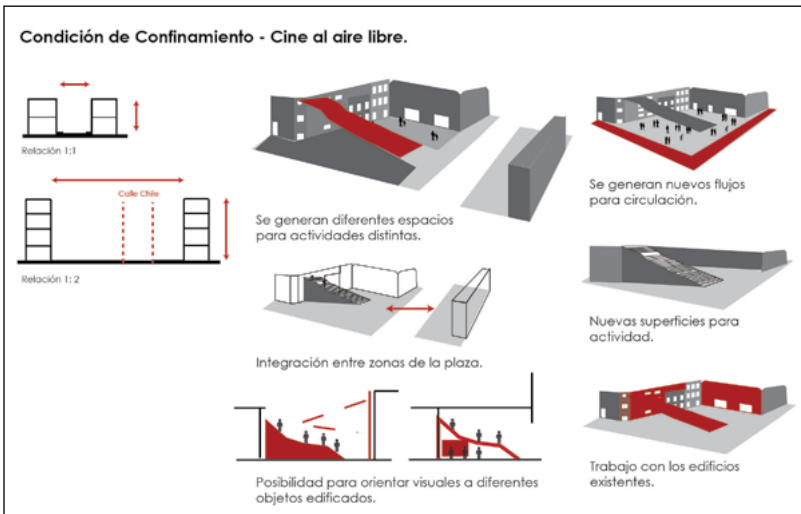 Condición de Confinamiento - Cine al aire libre.
Relación 1:1
Calle Chile
Relación 1: 2
Se generan diferentes espacios
para actividades distintas.
Integración entre zonas de la plaza.
Posibilidad para orientar visuales a diferentes
objetos edificados.
Se generan nuevos flujos
para circulación.
Nuevas superficies para
actividad.
Trabajo con los edificios
existentes.